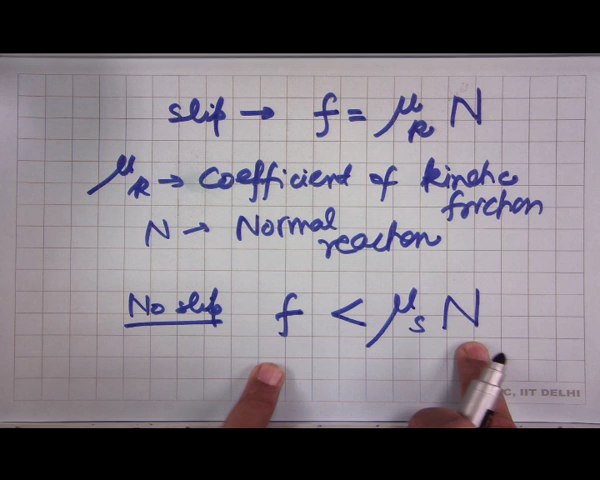 slip → f = μk N
μk → Coefficient of kinetic
friction
N → Normal
reaction
No slip f < μs N
C, IIT DELHI